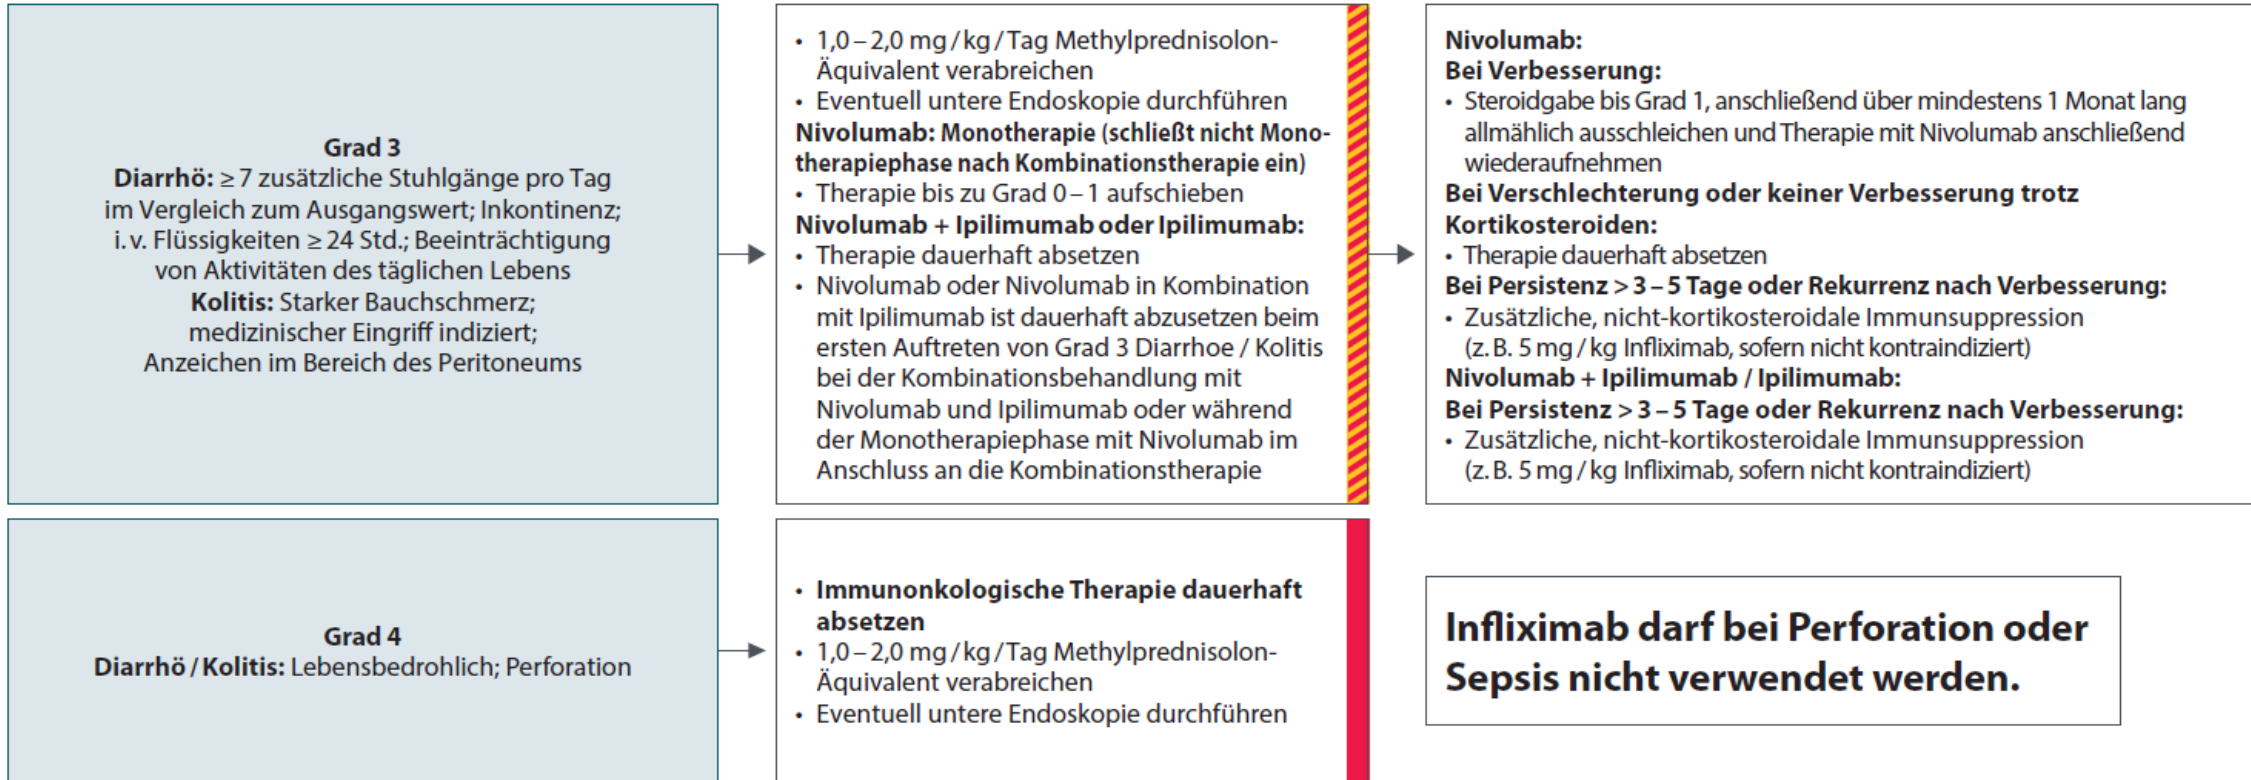 Grad 3
Diarrhö: ≥ 7 zusätzliche Stuhlgänge pro Tag
im Vergleich zum Ausgangswert; Inkontinenz;
i. v. Flüssigkeiten ≥ 24 Std.; Beeinträchtigung
von Aktivitäten des täglichen Lebens
Kolitis: Starker Bauchschmerz;
medizinischer Eingriff indiziert;
Anzeichen im Bereich des Peritoneums
• 1,0 – 2,0 mg / kg / Tag Methylprednisolon-
Äquivalent verabreichen
• Eventuell untere Endoskopie durchführen
Nivolumab: Monotherapie (schließt nicht Mono-
therapiephase nach Kombinationstherapie ein)
• Therapie bis zu Grad 0 – 1 aufschieben
Nivolumab + Ipilimumab oder Ipilimumab:
• Therapie dauerhaft absetzen
• Nivolumab oder Nivolumab in Kombination
mit Ipilimumab ist dauerhaft abzusetzen beim
ersten Auftreten von Grad 3 Diarrhoe / Kolitis
bei der Kombinationsbehandlung mit
Nivolumab und Ipilimumab oder während
der Monotherapiephase mit Nivolumab im
Anschluss an die Kombinationstherapie
Nivolumab:
Bei Verbesserung:
• Steroidgabe bis Grad 1, anschließend über mindestens 1 Monat lang
allmählich ausschleichen und Therapie mit Nivolumab anschließend
wiederaufnehmen
Bei Verschlechterung oder keiner Verbesserung trotz
Kortikosteroiden:
• Therapie dauerhaft absetzen
Bei Persistenz > 3 – 5 Tage oder Rekurrenz nach Verbesserung:
• Zusätzliche, nicht-kortikosteroidale Immunsuppression
(z. B. 5 mg / kg Infliximab, sofern nicht kontraindiziert)
Nivolumab + Ipilimumab / Ipilimumab:
Bei Persistenz > 3 – 5 Tage oder Rekurrenz nach Verbesserung:
• Zusätzliche, nicht-kortikosteroidale Immunsuppression
(z. B. 5 mg / kg Infliximab, sofern nicht kontraindiziert)
Grad 4
Diarrhö / Kolitis: Lebensbedrohlich; Perforation
• Immunonkologische Therapie dauerhaft
absetzen
• 1,0 – 2,0 mg / kg / Tag Methylprednisolon-
Äquivalent verabreichen
• Eventuell untere Endoskopie durchführen
Infliximab darf bei Perforation oder
Sepsis nicht verwendet werden.